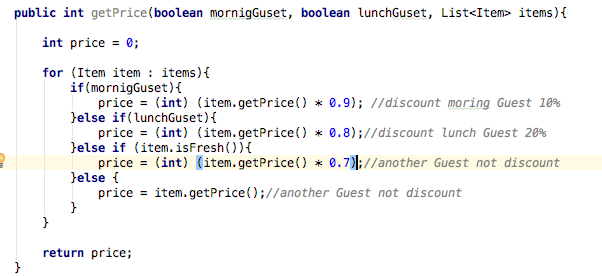 public int getPrice(boolean mornigGuset, boolean lunchGuset, List<Item> items){
int price = 0;
for (Item item : items){
if(mornigGuset){
price = (int) (item.getPrice() * 0.9); //discount moring Guest 10%
}else if(lunchGuset){
price = (int) (item.getPrice() * 0.8);//discount lunch Guest 20%
}else if (item.isFresh()){
price = (int) (item.getPrice() * 0.7);//another Guest not discount
}else {
price = item.getPrice();//another Guest not discount
}
}
return price;
}